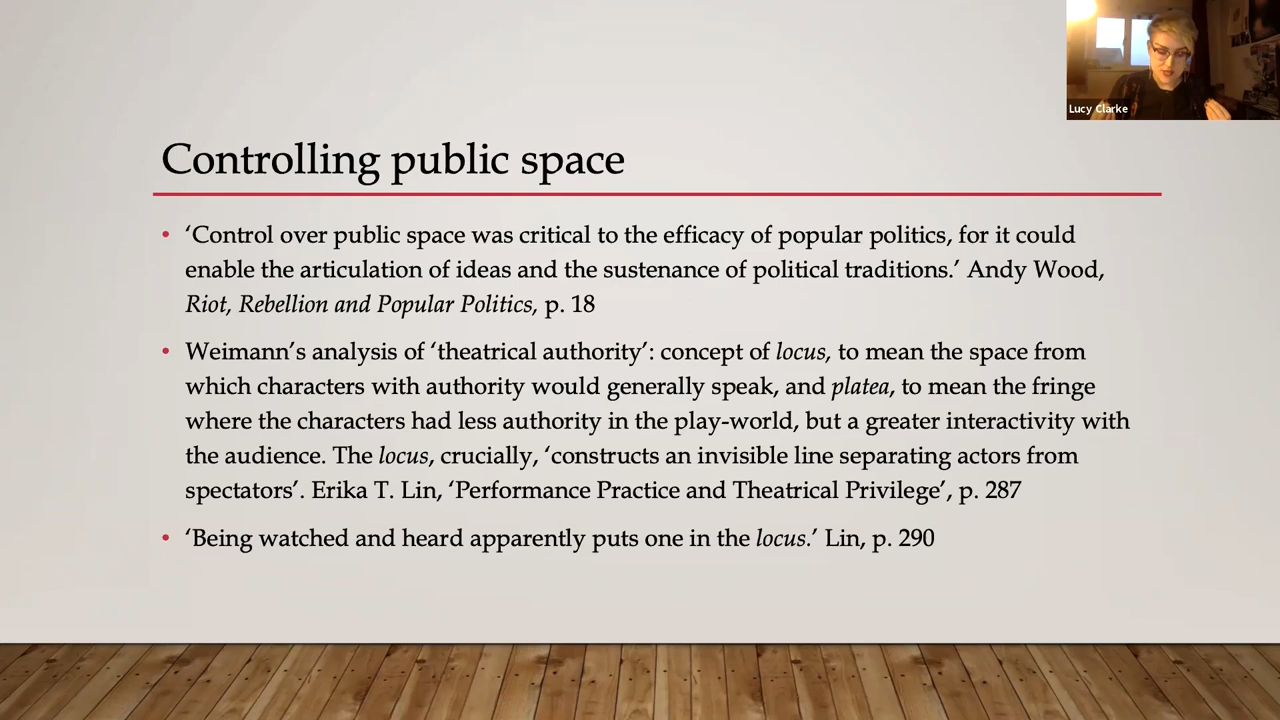 Lucy Clarke
Controlling public space
• ‘Control over public space was critical to the efficacy of popular politics, for it could
enable the articulation of ideas and the sustenance of political traditions.’ Andy Wood,
Riot, Rebellion and Popular Politics, p. 18
• Weimann’s analysis of ‘theatrical authority’: concept of locus, to mean the space from
which characters with authority would generally speak, and platea, to mean the fringe
where the characters had less authority in the play-world, but a greater interactivity with
the audience. The locus, crucially, ‘constructs an invisible line separating actors from
spectators’. Erika T. Lin, ‘Performance Practice and Theatrical Privilege’, p. 287
• ‘Being watched and heard apparently puts one in the locus.’ Lin, p. 290